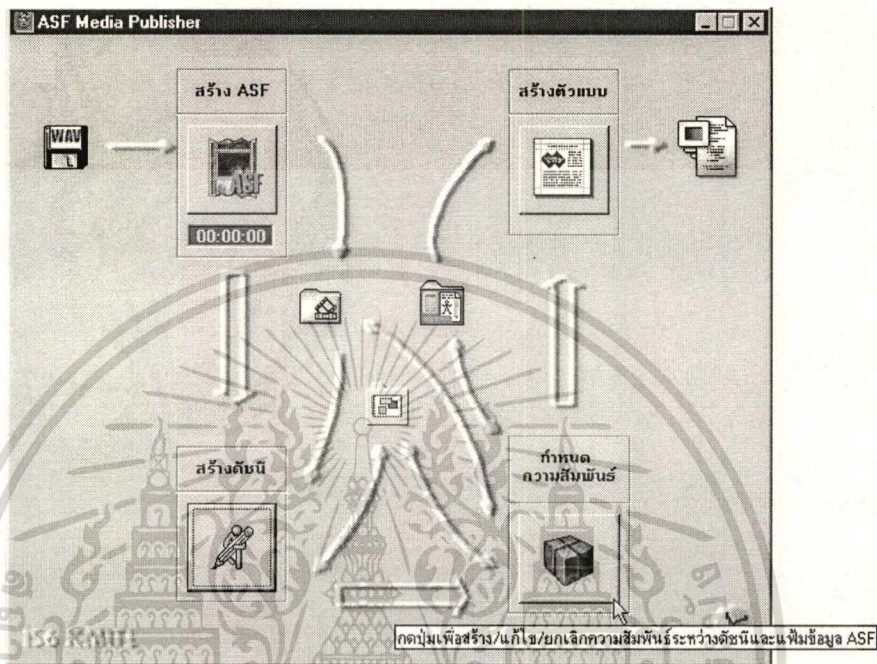 ASF Media Publisher
สร้าง ASF
สร้างตัวแบบ
WAV
ASF
00:00:00
สร้างดัชนี
กำหนด
ความสัมพันธ์
กดปุ่มเพื่อสร้าง/แก้ไข/ยกเลิกความสัมพันธ์ระหว่างดัชนีและแฟ้มข้อมูล ASF